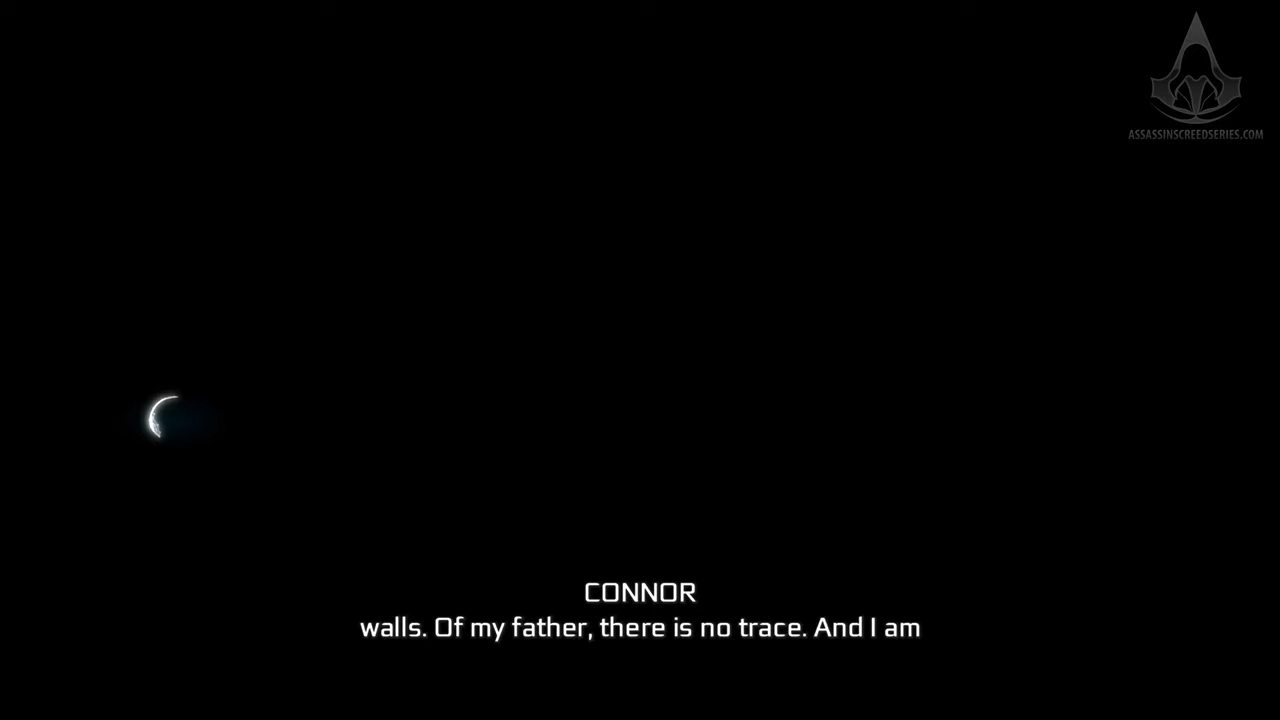 ASSASSINSCREEDSERIES.COM
CONNOR
walls. Of my father, there is no trace. And I am